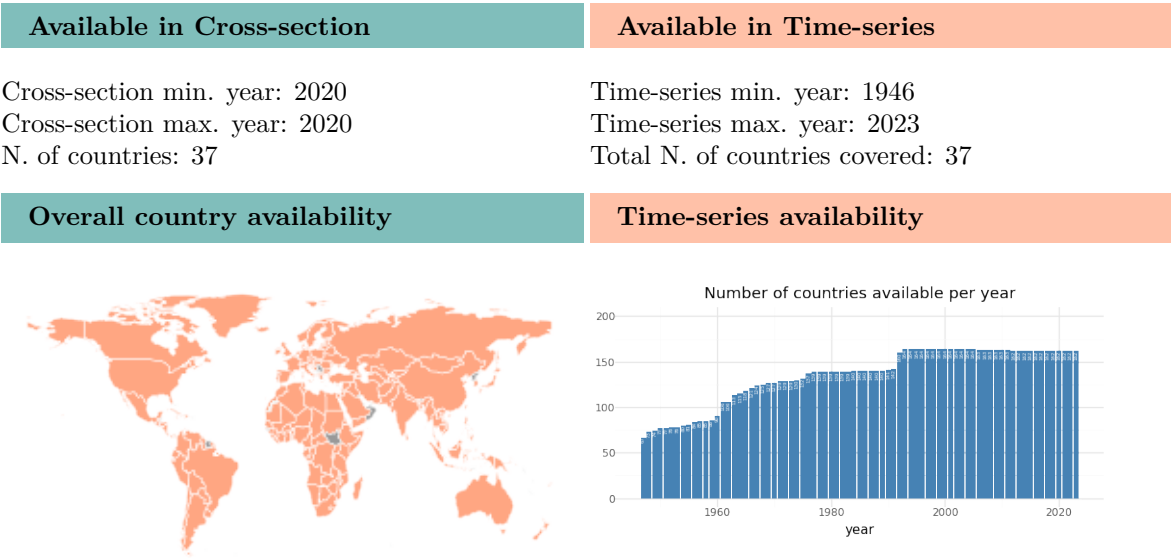 Available in Cross-section
Available in Time-series
Cross-section min. year: 2020
Cross-section max. year: 2020
N. of countries: 37
Time-series min. year: 1946
Time-series max. year: 2023
Total N. of countries covered: 37
Overall country availability
Time-series availability
Number of countries available per year
200
150
100
50
0
1960
1980
2000
2020
year